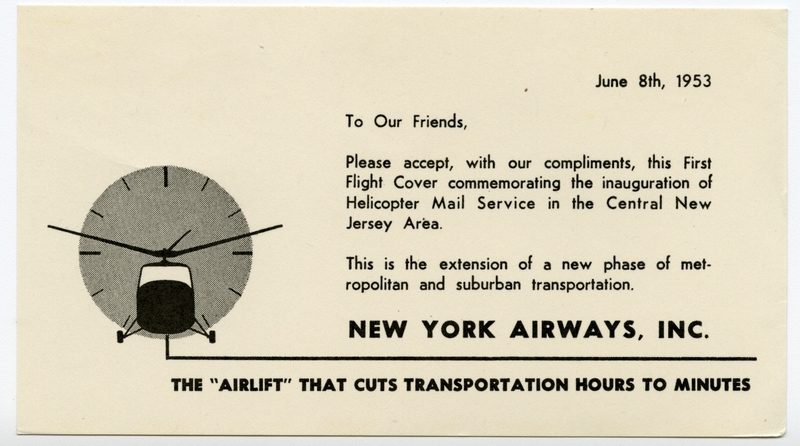 June 8th, 1953
To Our Friends,
Please accept, with our compliments, this First
Flight Cover commemorating the inauguration of
Helicopter Mail Service in the Central New
Jersey Area.
This is the extension of a new phase of met-
ropolitan and suburban transportation.
NEW YORK AIRWAYS, INC.
THE "AIRLIFT" THAT CUTS TRANSPORTATION HOURS TO MINUTES